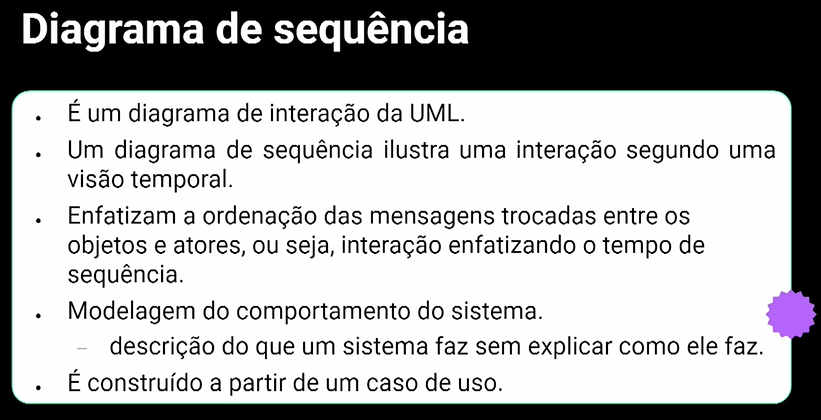 Diagrama de sequência
• É um diagrama de interação da UML.
• Um diagrama de sequência ilustra uma interação segundo uma
visão temporal.
• Enfatizam a ordenação das mensagens trocadas entre os
objetos e atores, ou seja, interação enfatizando o tempo de
sequência.
• Modelagem do comportamento do sistema.
– descrição do que um sistema faz sem explicar como ele faz.
• É construído a partir de um caso de uso.